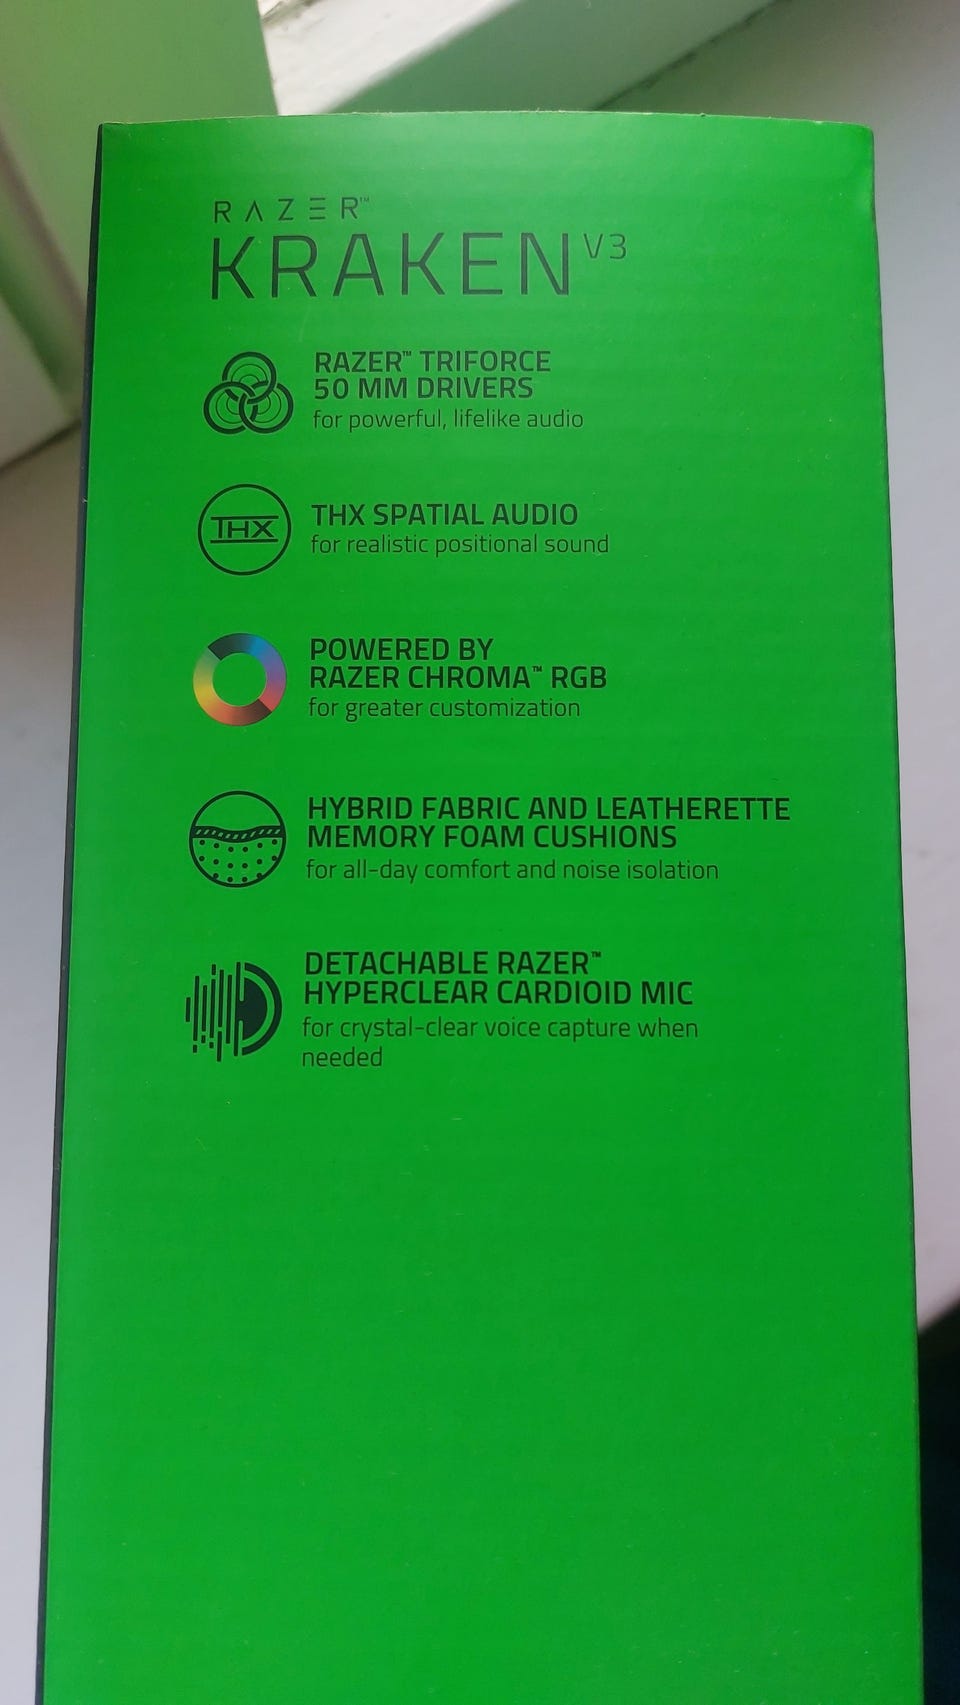 RAZER™
KRAKEN V3
RAZER™ TRIFORCE
50 MM DRIVERS
for powerful, lifelike audio
THX
THX SPATIAL AUDIO
for realistic positional sound
POWERED BY
RAZER CHROMA™ RGB
for greater customization
HYBRID FABRIC AND LEATHERETTE
MEMORY FOAM CUSHIONS
for all-day comfort and noise isolation
DETACHABLE RAZER™
HYPERCLEAR CARDIOID MIC
for crystal-clear voice capture when
needed